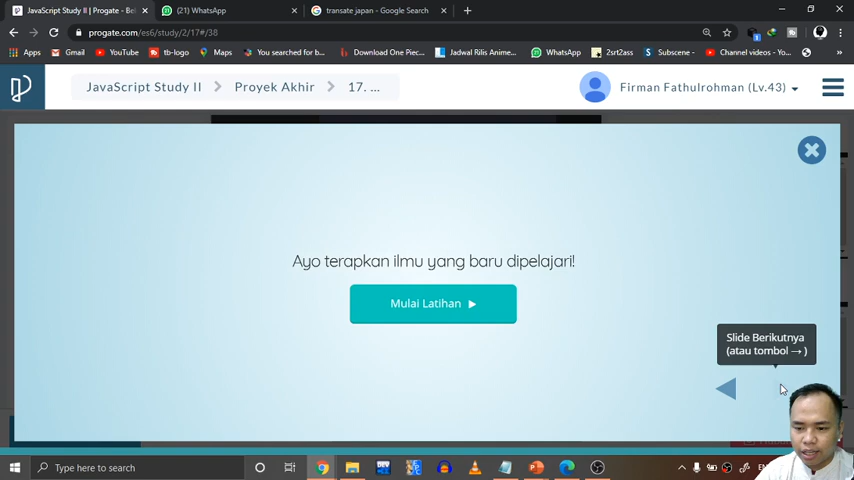 JavaScript Study II | Progate - Be
(21) WhatsApp
transate japan - Google Search
progate.com/es6/study/2/17#/38
Apps
Gmail
YouTube
tb-logo
Maps
You searched for b...
Download One Piec...
Jadwal Rilis Anime...
WhatsApp
2srt2ass
Subscene -
Channel videos - Yo...
JavaScript Study II
Proyek Akhir
17. ...
Firman Fathulrohman (Lv.43)
Ayo terapkan ilmu yang baru dipelajari!
Mulai Latihan
Slide Berikutnya
(atau tombol → )
Type here to search